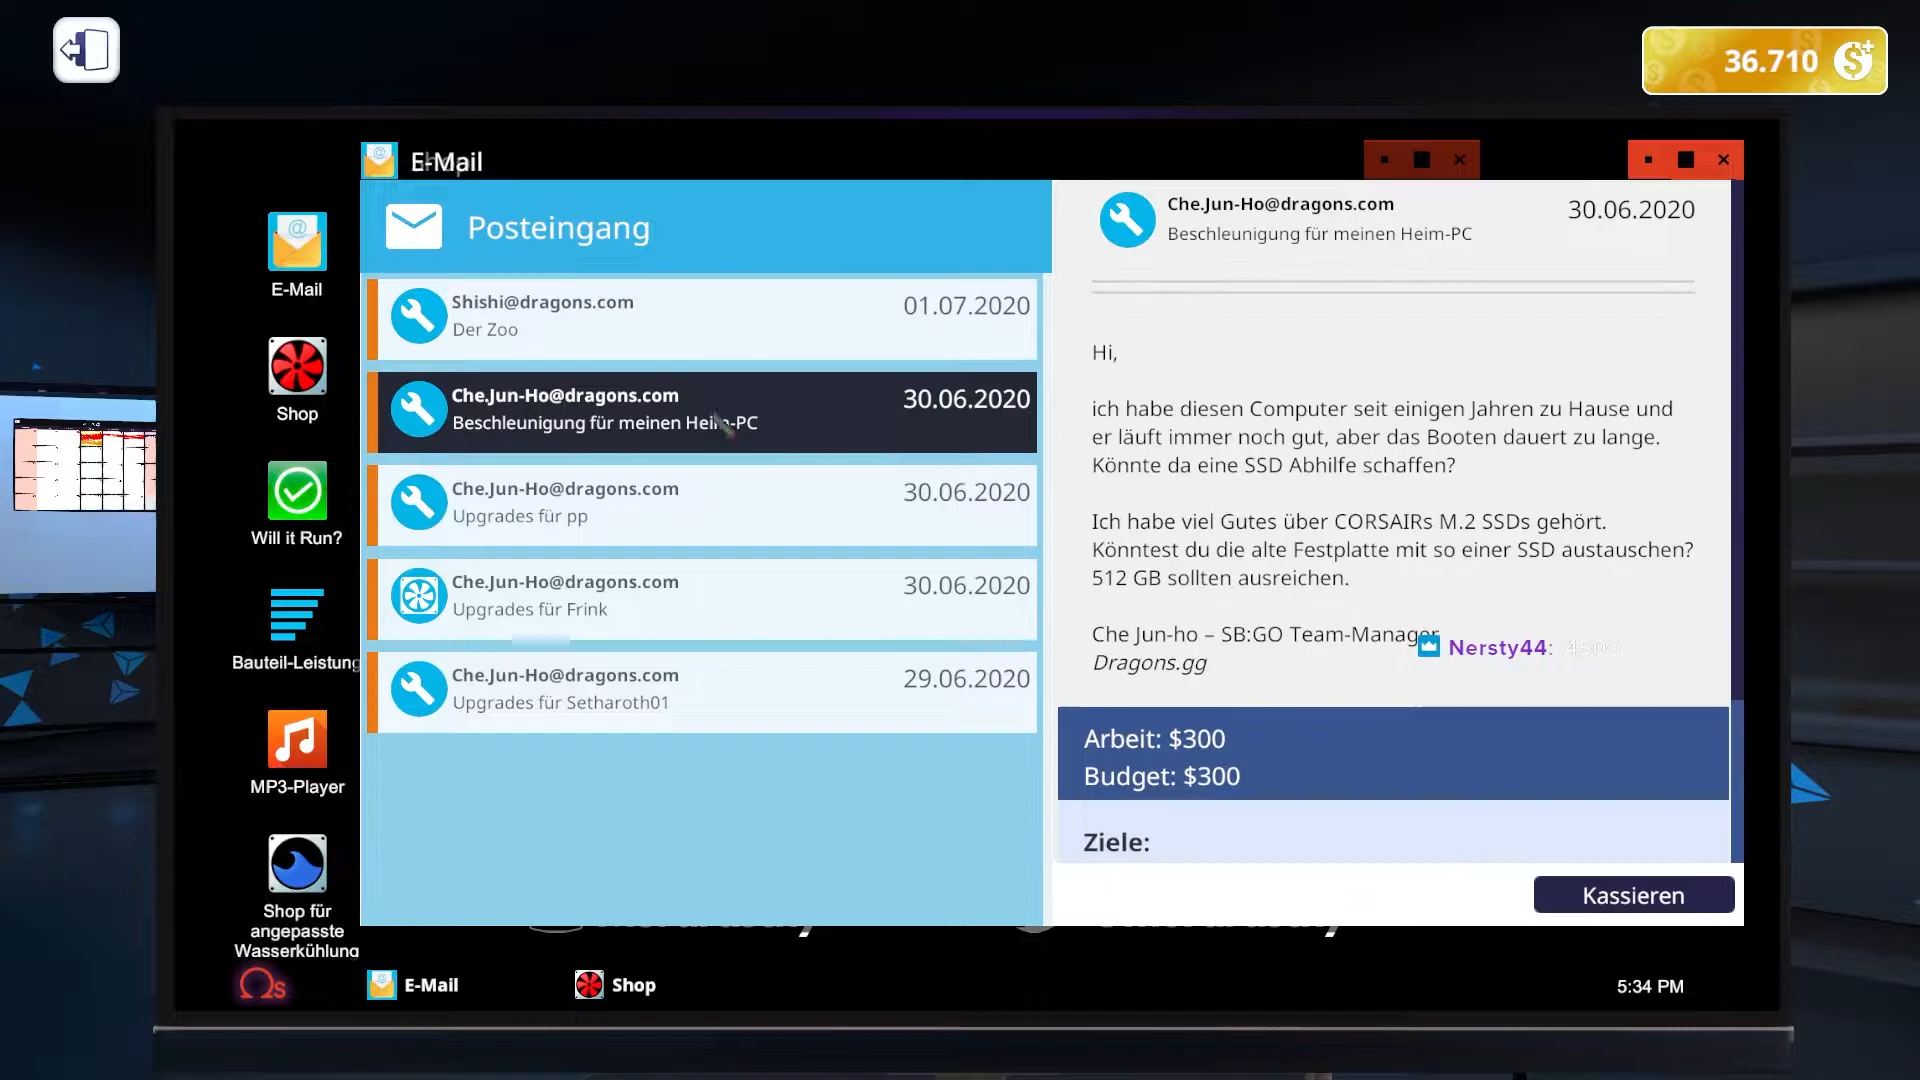 36.710
E-Mail
Posteingang
Shishi@dragons.com
01.07.2020
Der Zoo
Che.Jun-Ho@dragons.com
30.06.2020
Beschleunigung für meinen Heim-PC
Che.Jun-Ho@dragons.com
30.06.2020
Upgrades für pp
Che.Jun-Ho@dragons.com
30.06.2020
Upgrades für Frink
Che.Jun-Ho@dragons.com
29.06.2020
Upgrades für Setharoth01
Che.Jun-Ho@dragons.com
30.06.2020
Beschleunigung für meinen Heim-PC
Hi,
ich habe diesen Computer seit einigen Jahren zu Hause und
er läuft immer noch gut, aber das Booten dauert zu lange.
Könnte da eine SSD Abhilfe schaffen?
Ich habe viel Gutes über CORSAIRs M.2 SSDs gehört.
Könntest du die alte Festplatte mit so einer SSD austauschen?
512 GB sollten ausreichen.
Che Jun-ho – SB:GO Team-Manager
Dragons.gg
Nersty44: 4500
Arbeit: $300
Budget: $300
Ziele:
Kassieren
E-Mail
Shop
Will it Run?
Bauteil-Leistung
MP3-Player
Shop für
angepasste
Wasserkühlung
Ωs
E-Mail
Shop
5:34 PM